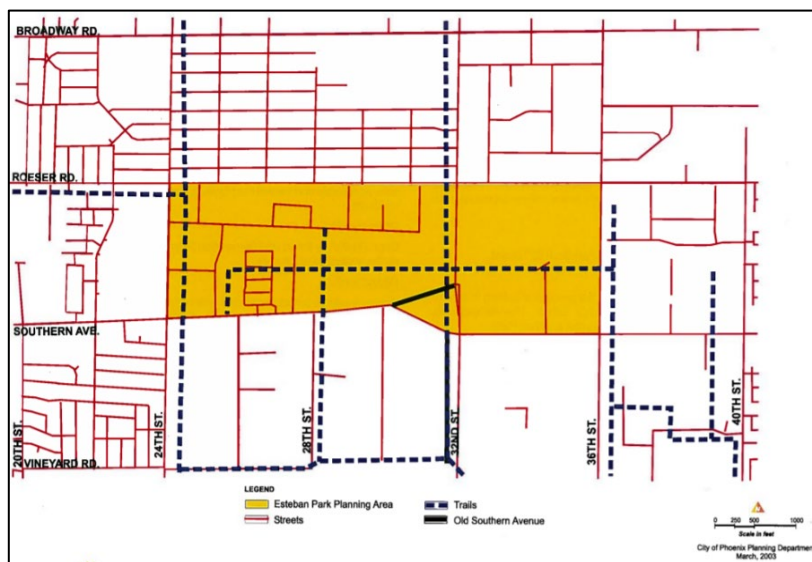 BROADWAY RD.
ROESER RD.
SOUTHERN AVE.
20TH ST.
24TH ST.
28TH ST.
32ND ST.
36TH ST.
40TH ST.
VINEYARD RD.
LEGEND
Esteban Park Planning Area
Trails
Streets
Old Southern Avenue
0 250 500 1000
Scale in feet
City of Phoenix Planning Department
March, 2003